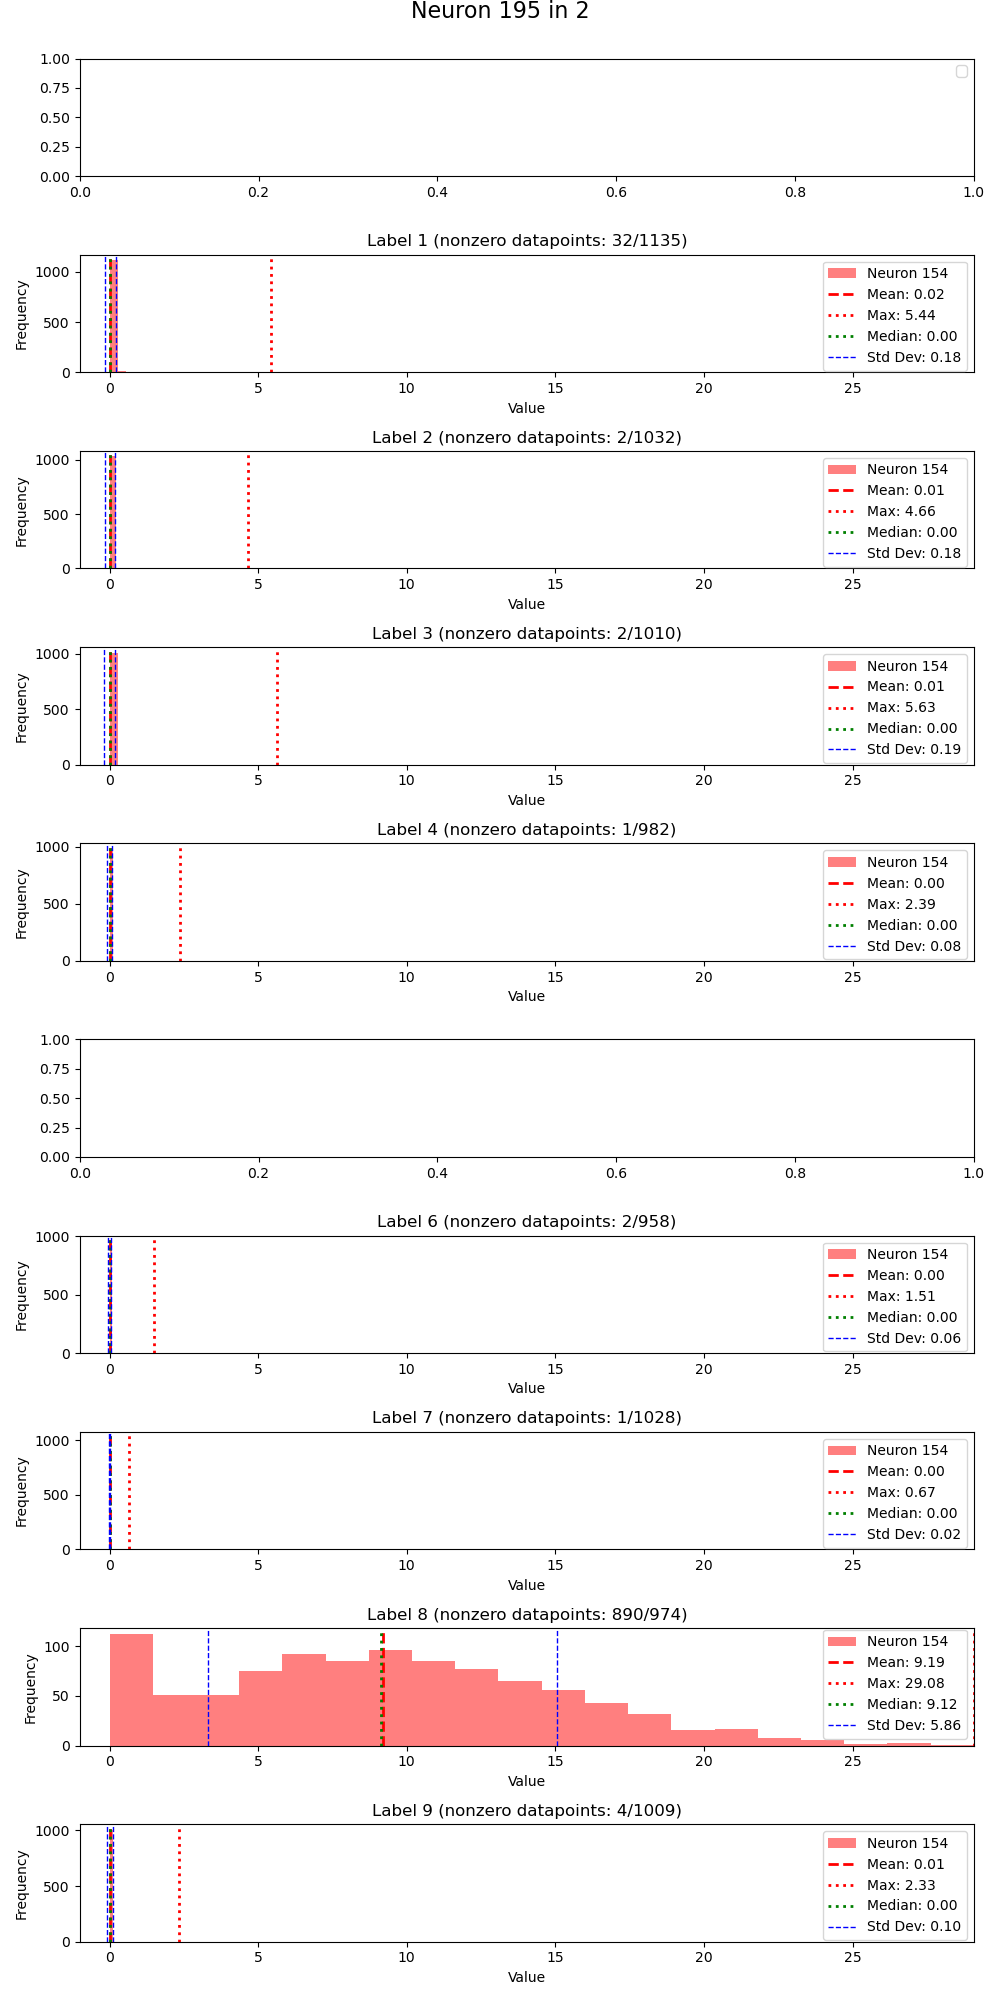 Neuron 195 in 2
1.00
0.75
0.50
0.25
0.00
0.0 0.2 0.4 0.6 0.8 1.0
Label 1 (nonzero datapoints: 32/1135)
Frequency
1000
500
0
Neuron 154
Mean: 0.02
Max: 5.44
Median: 0.00
Std Dev: 0.18
0 5 10 15 20 25
Value
Label 2 (nonzero datapoints: 2/1032)
Frequency
1000
500
0
Neuron 154
Mean: 0.01
Max: 4.66
Median: 0.00
Std Dev: 0.18
0 5 10 15 20 25
Value
Label 3 (nonzero datapoints: 2/1010)
Frequency
1000
500
0
Neuron 154
Mean: 0.01
Max: 5.63
Median: 0.00
Std Dev: 0.19
0 5 10 15 20 25
Value
Label 4 (nonzero datapoints: 1/982)
Frequency
1000
500
0
Neuron 154
Mean: 0.00
Max: 2.39
Median: 0.00
Std Dev: 0.08
0 5 10 15 20 25
Value
1.00
0.75
0.50
0.25
0.00
0.0 0.2 0.4 0.6 0.8 1.0
Label 6 (nonzero datapoints: 2/958)
Frequency
1000
500
0
Neuron 154
Mean: 0.00
Max: 1.51
Median: 0.00
Std Dev: 0.06
0 5 10 15 20 25
Value
Label 7 (nonzero datapoints: 1/1028)
Frequency
1000
500
0
Neuron 154
Mean: 0.00
Max: 0.67
Median: 0.00
Std Dev: 0.02
0 5 10 15 20 25
Value
Label 8 (nonzero datapoints: 890/974)
Frequency
100
50
0
Neuron 154
Mean: 9.19
Max: 29.08
Median: 9.12
Std Dev: 5.86
0 5 10 15 20 25
Value
Label 9 (nonzero datapoints: 4/1009)
Frequency
1000
500
0
Neuron 154
Mean: 0.01
Max: 2.33
Median: 0.00
Std Dev: 0.10
0 5 10 15 20 25
Value